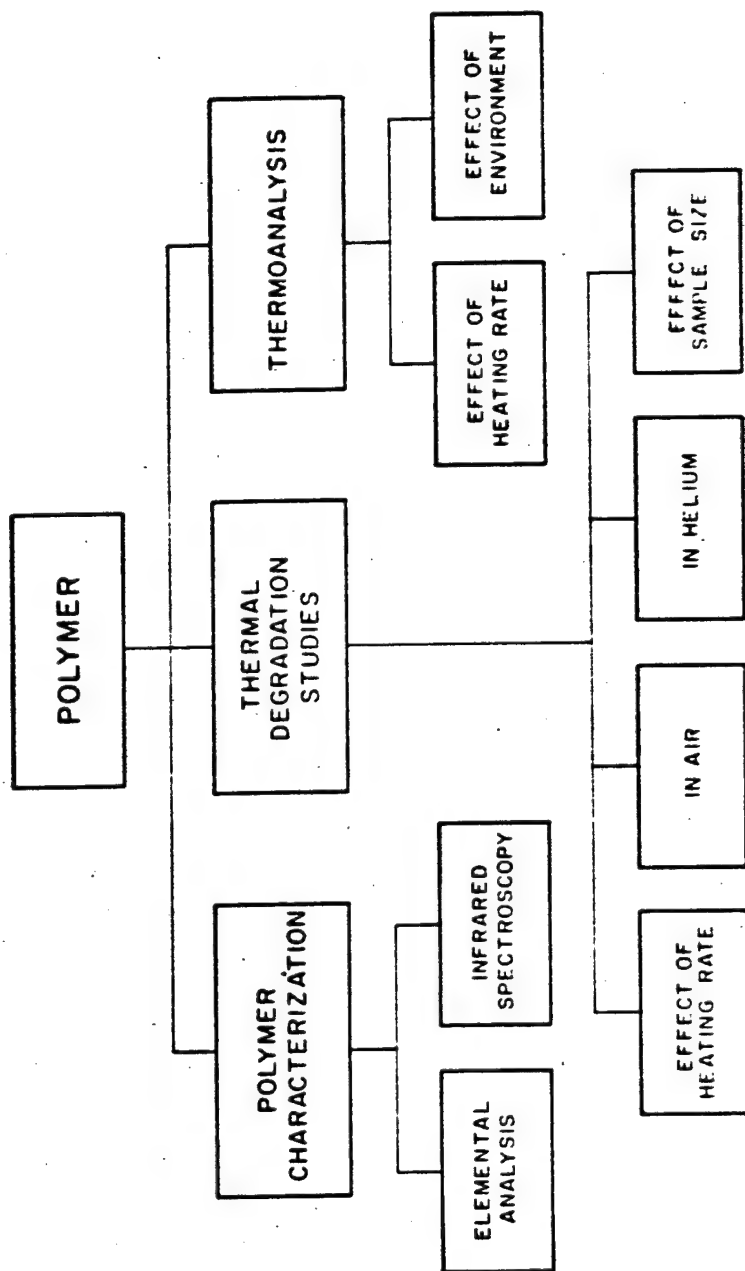 POLYMER
POLYMER
CHARACTERIZATION
THERMAL
DEGRADATION
STUDIES
THERMOANALYSIS
ELEMENTAL
ANALYSIS
INFRARED
SPECTROSCOPY
EFFECT OF
HEATING RATE
EFFECT OF
ENVIRONMENT
EFFECT OF
HEATING RATE
IN AIR
IN HELIUM
EFFECT OF
SAMPLE SIZE